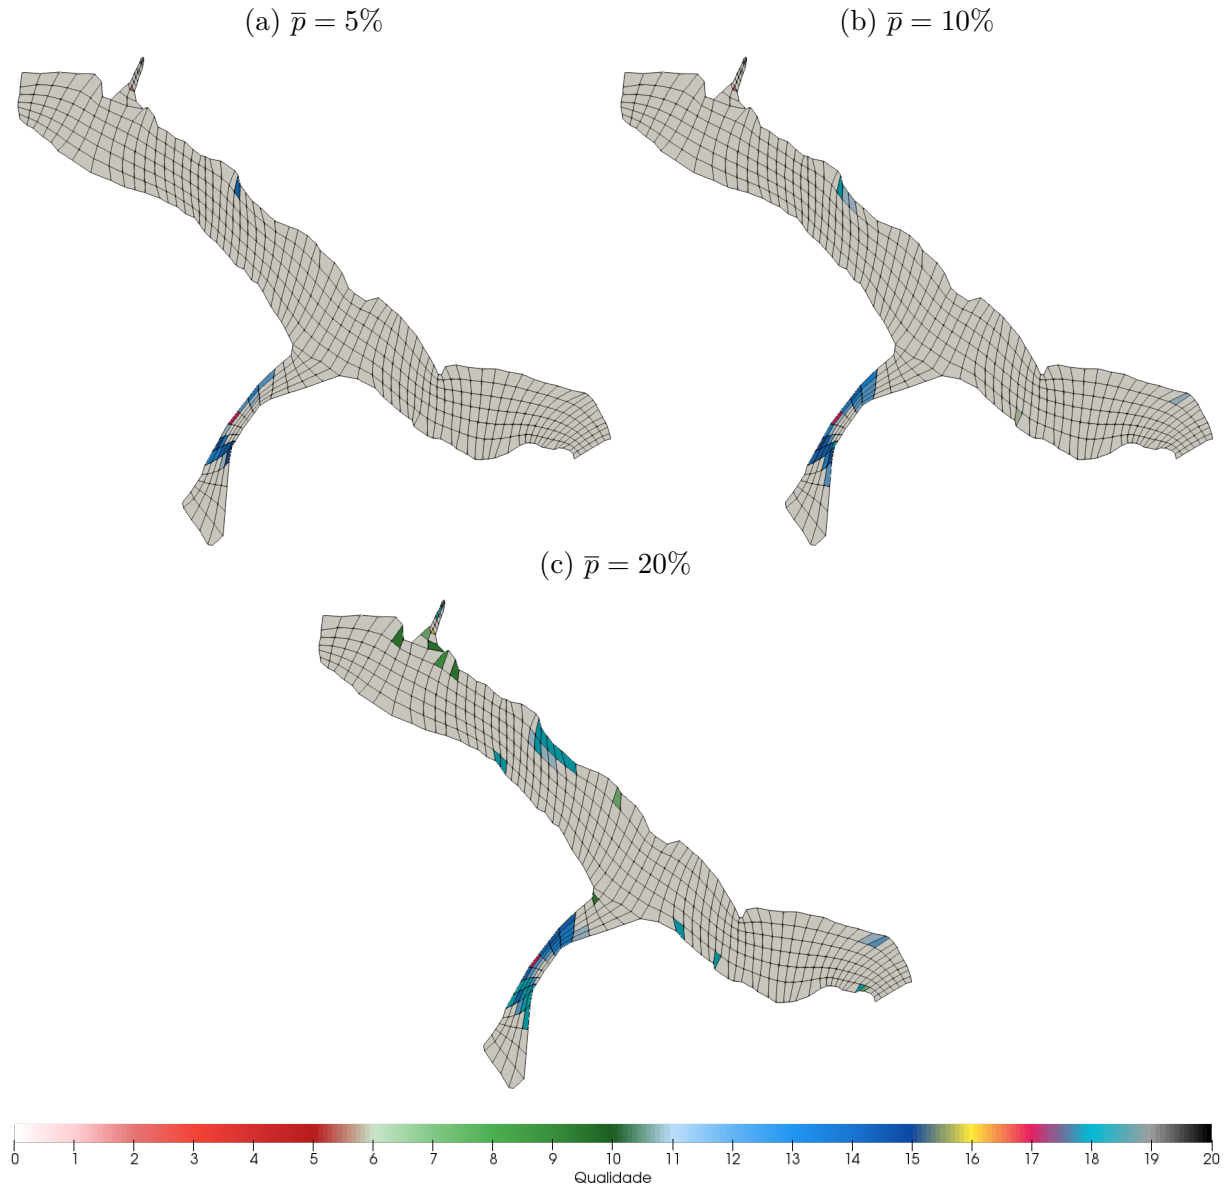 (a) p̅ = 5%
(b) p̅ = 10%
(c) p̅ = 20%
0 1 2 3 4 5 6 7 8 9 10 11 12 13 14 15 16 17 18 19 20
Qualidade